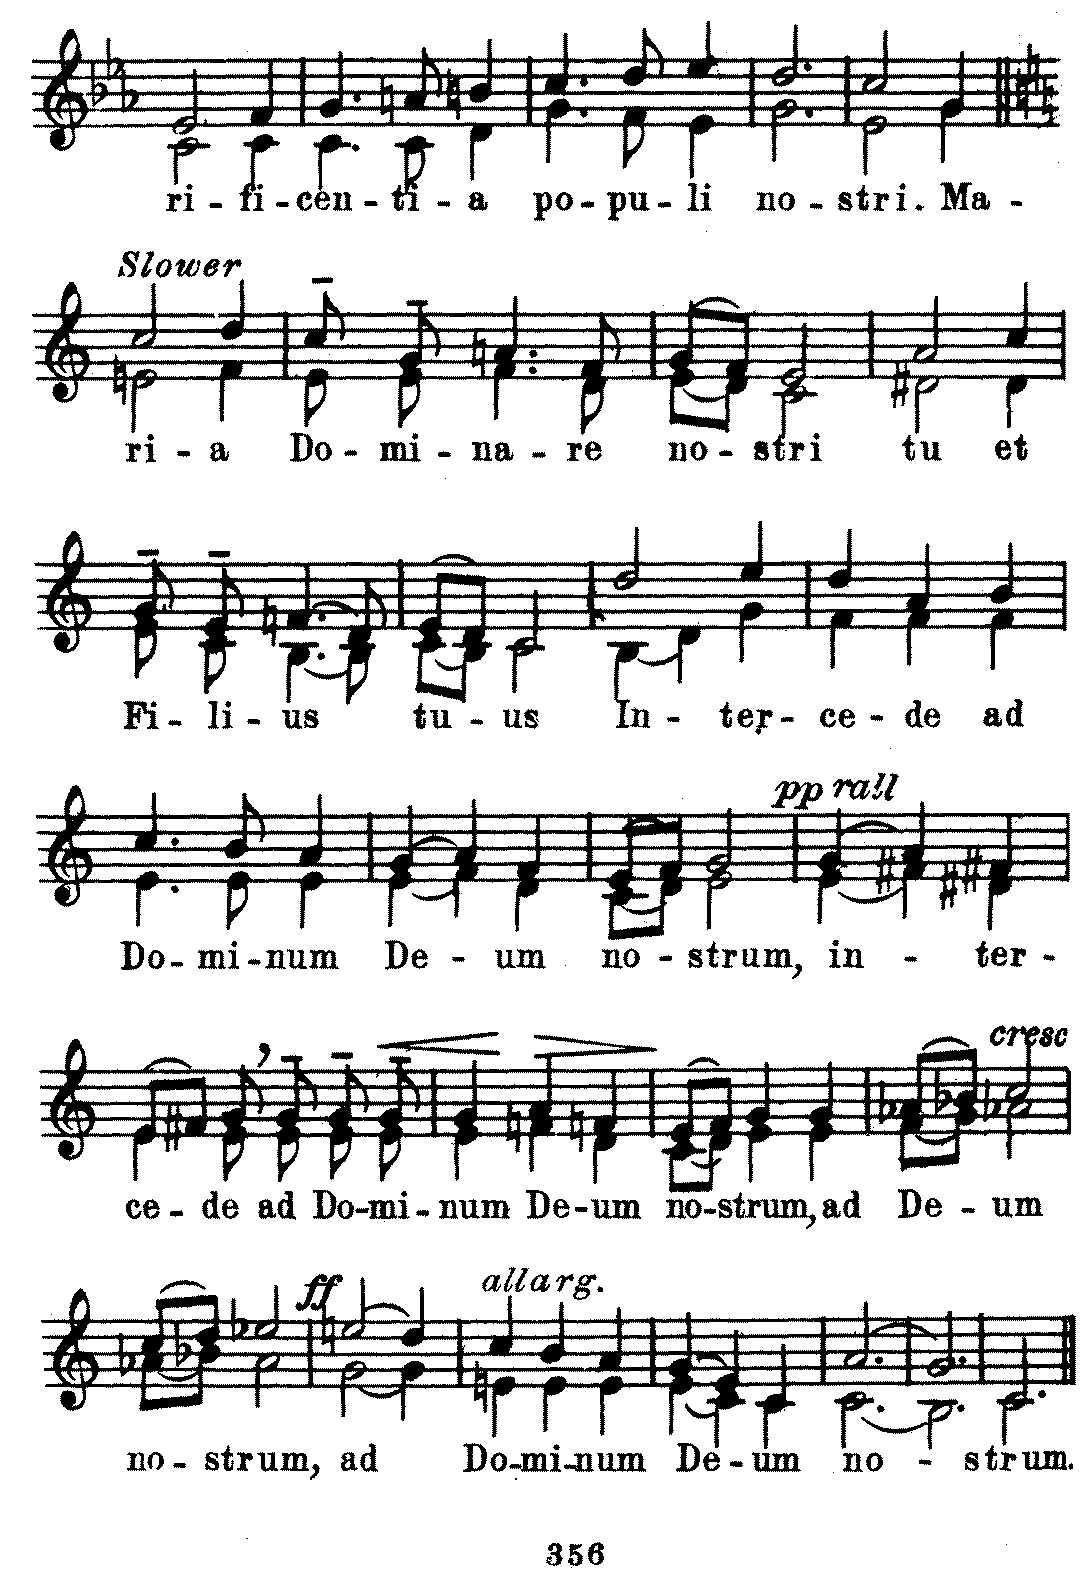 ri - fi - cen - ti - a po - pu - li no - stri. Ma -
Slower
ri - a Do - mi - na - re no - stri tu et
Fi - li - us tu - us In - ter - ce - de ad
pp rall
Do - mi - num De - um no - strum, in - ter -
cresc
ce - de ad Do - mi - num De - um no - strum, ad De - um
ff allarg.
no - strum, ad Do - mi - num De - um no - strum.
356